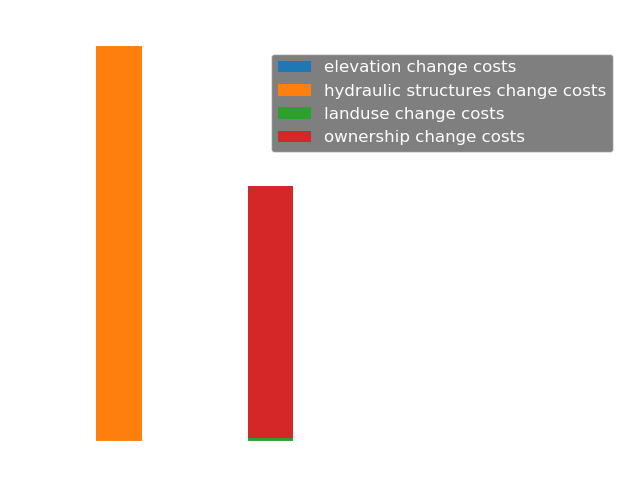 elevation change costs
hydraulic structures change costs
landuse change costs
ownership change costs